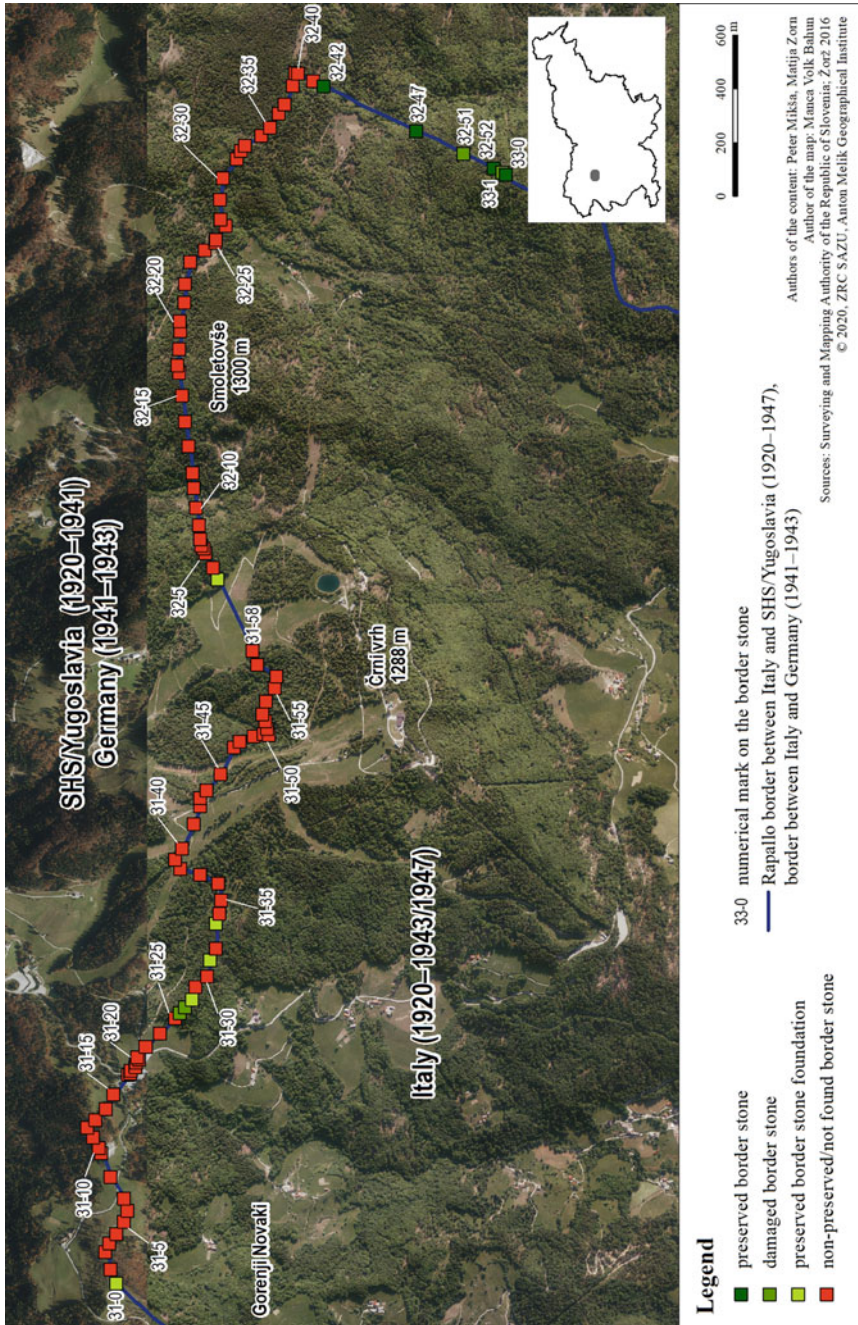 SHS/Yugoslavia (1920–1941)
Germany (1941–1943)
31-0
31-5
31-10
31-15
31-20
31-25
31-30
31-35
31-40
31-45
31-50
31-55
31-58
32-5
32-10
32-15
32-20
32-25
32-30
32-35
32-40
32-42
32-47
32-51
32-52
33-1
33-0
Gorenji Novaki
Italy (1920–1943/1947)
Črni vrh
1288 m
Smoletovše
1300 m
Legend
preserved border stone
damaged border stone
preserved border stone foundation
non-preserved/not found border stone
33-0 numerical mark on the border stone
Rapallo border between Italy and SHS/Yugoslavia (1920–1947),
border between Italy and Germany (1941–1943)
0 200 400 600
m
Authors of the content: Peter Mikša, Matija Zorn
Author of the map: Manca Volk Bahun
Sources: Surveying and Mapping Authority of the Republic of Slovenia; Žorž 2016
© 2020, ZRC SAZU, Anton Melik Geographical Institute